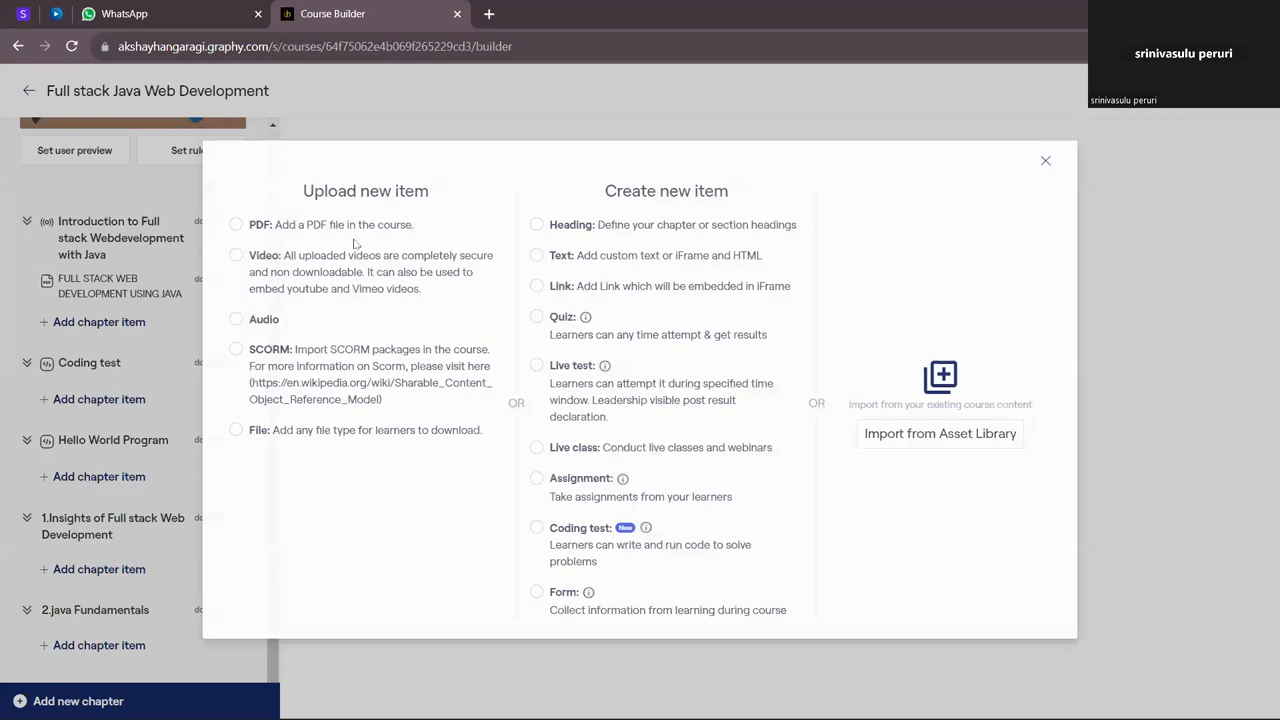 WhatsApp
Course Builder
akshayhangaragi.graphy.com/s/courses/64f75062e4b069f265229cd3/builder
srinivasulu peruri
srinivasulu peruri
Full stack Java Web Development
Set user preview
Set rul
Introduction to Full
stack Webdevelopment
with Java
FULL STACK WEB
DEVELOPMENT USING JAVA
+ Add chapter item
Coding test
+ Add chapter item
Hello World Program
+ Add chapter item
1.Insights of Full stack Web
Development
+ Add chapter item
2.java Fundamentals
+ Add chapter item
Add new chapter
Upload new item
PDF: Add a PDF file in the course.
Video: All uploaded videos are completely secure
and non downloadable. It can also be used to
embed youtube and Vimeo videos.
Audio
SCORM: Import SCORM packages in the course.
For more information on Scorm, please visit here
(https://en.wikipedia.org/wiki/Sharable_Content_
Object_Reference_Model)
File: Add any file type for learners to download.
OR
Create new item
Heading: Define your chapter or section headings
Text: Add custom text or iFrame and HTML
Link: Add Link which will be embedded in iFrame
Quiz:
Learners can any time attempt & get results
Live test:
Learners can attempt it during specified time
window. Leadership visible post result
declaration.
Live class: Conduct live classes and webinars
Assignment:
Take assignments from your learners
Coding test: New
Learners can write and run code to solve
problems
Form:
Collect information from learning during course
OR
Import from your existing course content
Import from Asset Library